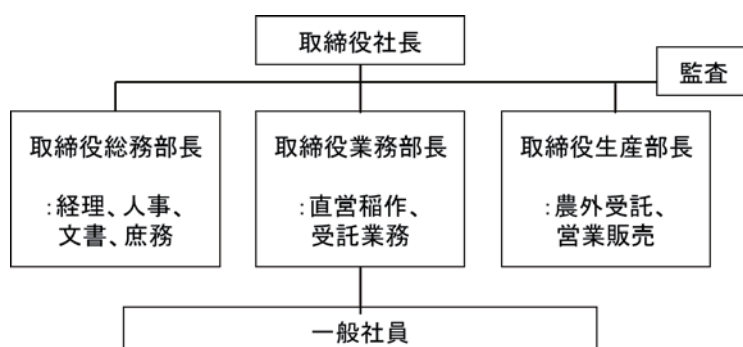 取締役社長
監査
取締役総務部長
:経理、人事、
文書、庶務
取締役業務部長
:直営稲作、
受託業務
取締役生産部長
:農外受託、
営業販売
一般社員